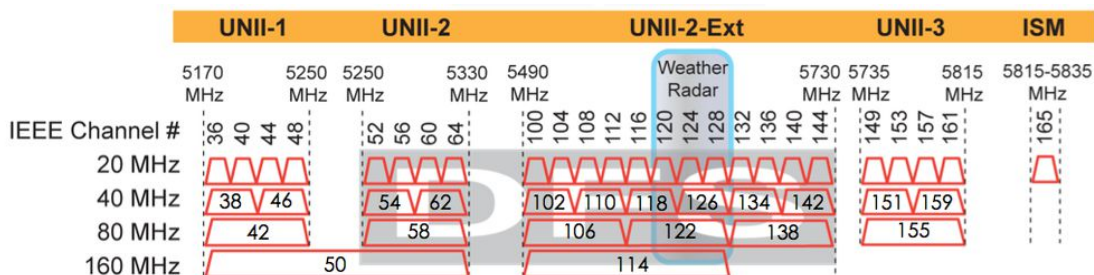 UNII-1 UNII-2 UNII-2-Ext UNII-3 ISM
5170 MHz 5250 MHz 5250 MHz 5330 MHz 5490 MHz Weather Radar 5730 MHz 5735 MHz 5815 MHz 5815-5835 MHz
IEEE Channel # 36 40 44 48 52 56 60 64 100 104 108 112 116 120 124 128 132 136 140 144 149 153 157 161 165
20 MHz
40 MHz 38 46 54 62 102 110 118 126 134 142 151 159
80 MHz 42 58 106 122 138 155
160 MHz 50 114
DFS